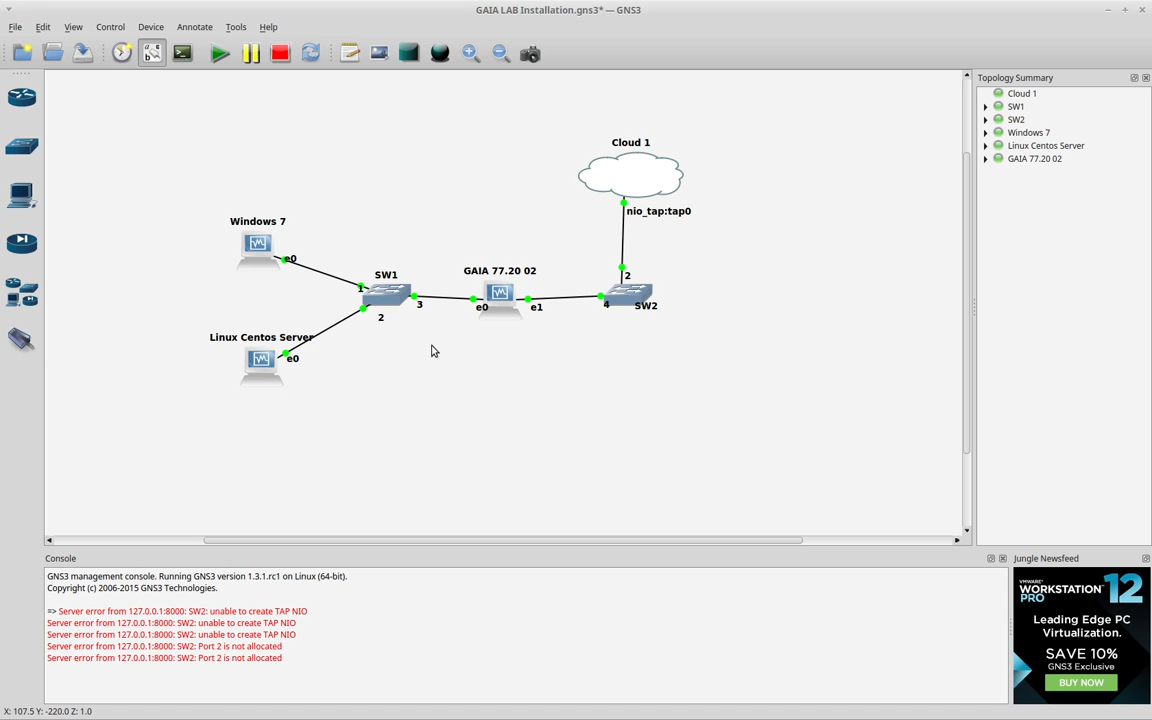 GAIA LAB Installation.gns3* — GNS3
File Edit View Control Device Annotate Tools Help
Topology Summary
Cloud 1
SW1
SW2
Windows 7
Linux Centos Server
GAIA 77.20 02
Cloud 1
nio_tap:tap0
Windows 7
e0
SW1
1
2
3
GAIA 77.20 02
e0
e1
2
4
SW2
Linux Centos Server
e0
Console
GNS3 management console. Running GNS3 version 1.3.1.rc1 on Linux (64-bit).
Copyright (c) 2006-2015 GNS3 Technologies.
=> Server error from 127.0.0.1:8000: SW2: unable to create TAP NIO
Server error from 127.0.0.1:8000: SW2: unable to create TAP NIO
Server error from 127.0.0.1:8000: SW2: unable to create TAP NIO
Server error from 127.0.0.1:8000: SW2: Port 2 is not allocated
Server error from 127.0.0.1:8000: SW2: Port 2 is not allocated
Jungle Newsfeed
VMWARE
WORKSTATION 12
PRO
Leading Edge PC
Virtualization.
SAVE 10%
GNS3 Exclusive
BUY NOW
X: 107.5 Y: -220.0 Z: 1.0